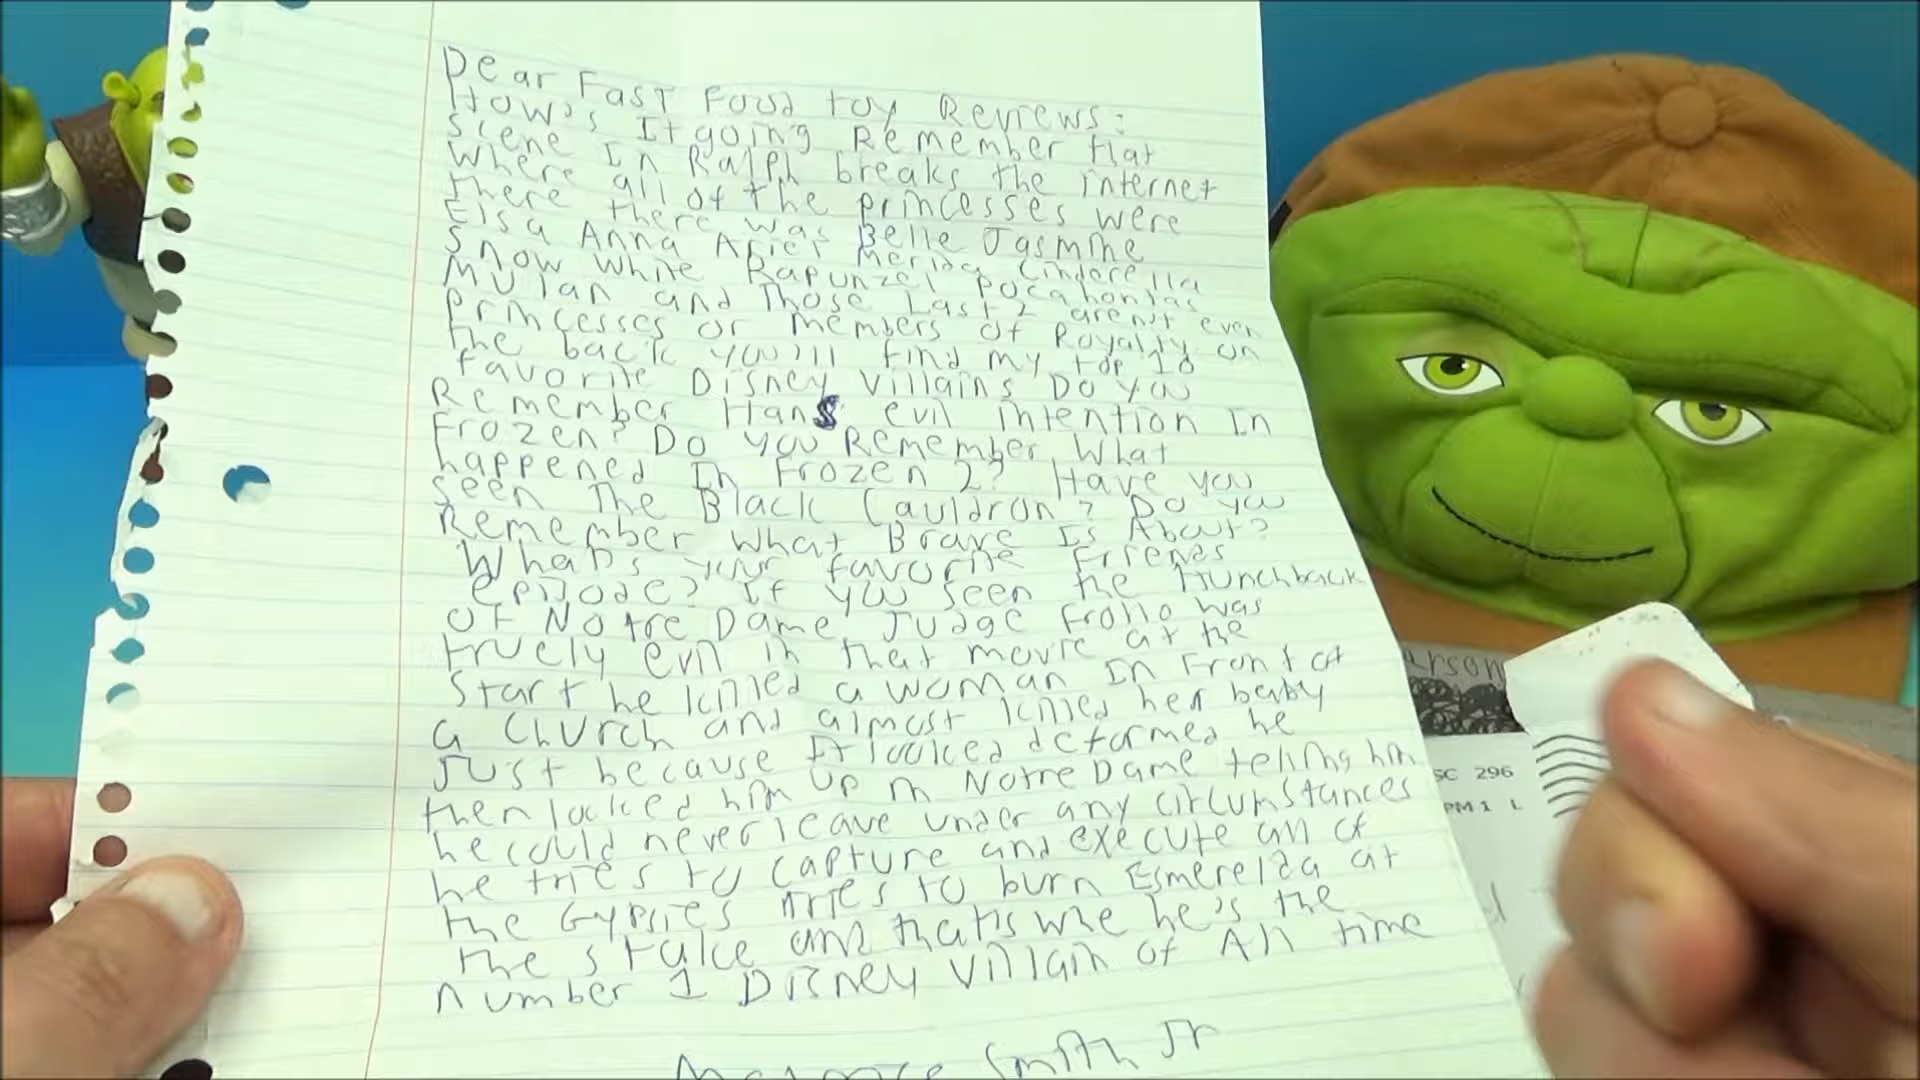 Dear Fast Food toy Reviews:
How's It going Remember that
scene In Ralph breaks the internet
Where all of the princesses were
there there was Belle Jasmine
Elsa Anna Ariel Merida Cinderella
Snow White Rapunzel Pocahontas
Mulan and Those Last 2 aren't even
princesses or members of Royalty on
the back you'll find my top 10
favorite Disney Villains Do you
Remember Hans evil intention In
Frozen? Do you Remember What
happened In Frozen 2? Have you
seen The Black Cauldron? Do you
Remember What Brave Is About?
What's your favorite Friends
episode? If you seen the Hunchback
Of Notre Dame Judge Frollo was
truely evil in that movie at the
Start he killed a woman In Front of
a Church and almost killed her baby
Just because It looked deformed he
then locked him up in Notre Dame telling him
he could never leave under any circumstances
he tries to capture and execute all of
the Gypsies tries to burn Esmerelda at
the stake and that's whe he's the
number 1 Disney Villain of All time
Smith Jr
arson
SC 296
PM 1 L